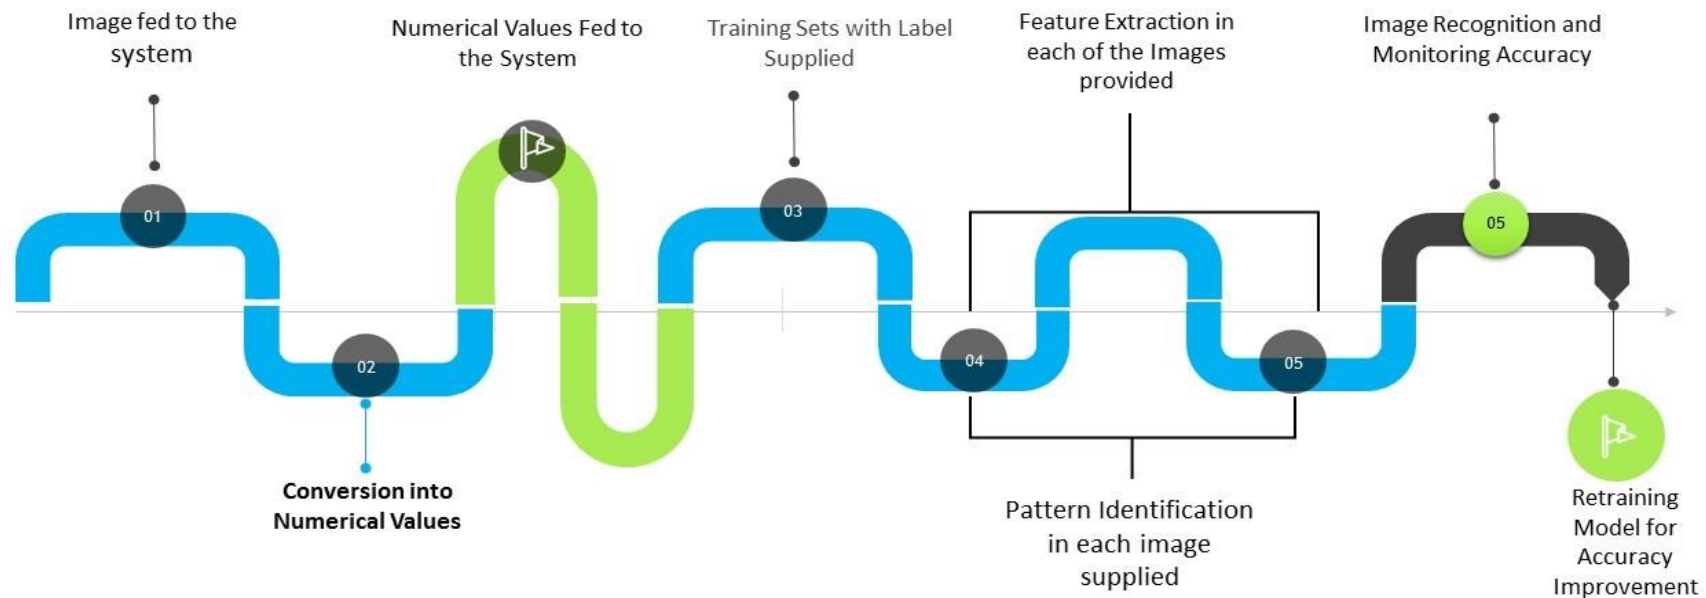 Image fed to the
system
Numerical Values Fed to
the System
Training Sets with Label
Supplied
Feature Extraction in
each of the Images
provided
Image Recognition and
Monitoring Accuracy
01
03
05
02
04
05
Conversion into
Numerical Values
Pattern Identification
in each image
supplied
Retraining
Model for
Accuracy
Improvement